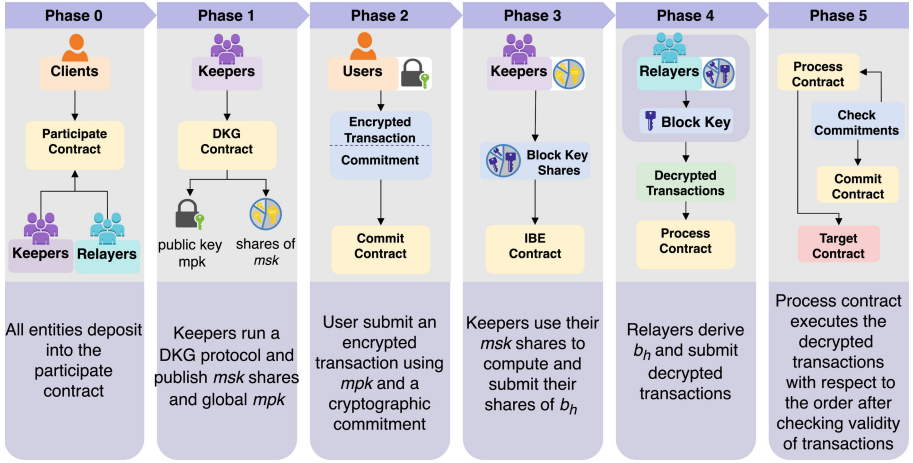 Phase 0
Phase 1
Phase 2
Phase 3
Phase 4
Phase 5
Clients
Participate
Contract
Keepers
Relayers
All entities deposit
into the
participate
contract
Keepers
DKG
Contract
public key
mpk
shares of
msk
Keepers run a
DKG protocol and
publish msk shares
and global mpk
Users
Encrypted
Transaction
Commitment
Commit Contract
User submit an
encrypted
transaction using
mpk and a
cryptographic
commitment
Keepers
Block Key
Shares
IBE
Contract
Keepers use their
msk shares to
compute and
submit their
shares of b_h
Relayers
Block Key
Decrypted
Transactions
Process
Contract
Relayers derive
b_h and submit
decrypted
transactions
Process
Contract
Check
Commitments
Commit
Contract
Target
Contract
Process contract
executes the
decrypted
transactions
with respect to
the order after
checking validity
of transactions